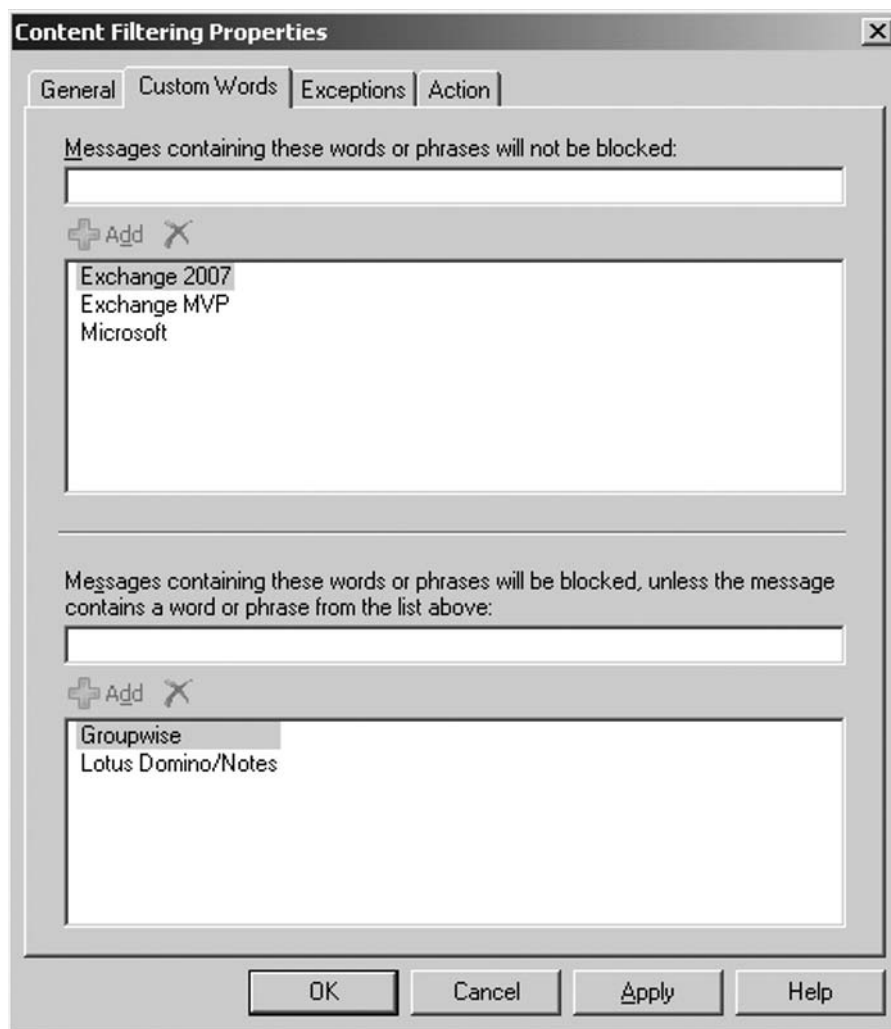 Content Filtering Properties
General Custom Words Exceptions Action
Messages containing these words or phrases will not be blocked:
Add
Exchange 2007
Exchange MVP
Microsoft
Messages containing these words or phrases will be blocked, unless the message
contains a word or phrase from the list above:
Add
Groupwise
Lotus Domino/Notes
OK Cancel Apply Help